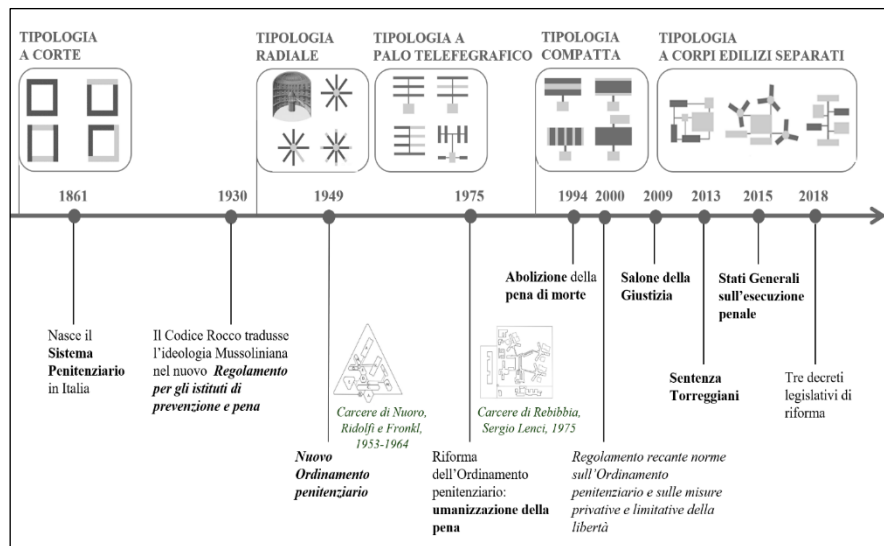 TIPOLOGIA
A CORTE
TIPOLOGIA
RADIALE
TIPOLOGIA A
PALO TELEFEGRAFICO
TIPOLOGIA
COMPATTA
TIPOLOGIA
A CORPI EDILIZI SEPARATI
1861
1930
1949
1975
1994
2000
2009
2013
2015
2018
Nasce il
Sistema
Penitenziario
in Italia
Il Codice Rocco tradusse
l'ideologia Mussoliniana
nel nuovo Regolamento
per gli istituti di
prevenzione e pena
Nuovo
Ordinamento
penitenziario
Carcere di Nuoro,
Ridolfi e Fronkl,
1953-1964
Riforma
dell'Ordinamento
penitenziario:
umanizzazione della
pena
Carcere di Rebibbia,
Sergio Lenci, 1975
Abolizione della
pena di morte
Regolamento recante norme
sull'Ordinamento
penitenziario e sulle misure
privative e limitative della
libertà
Salone della
Giustizia
Sentenza
Torreggiani
Stati Generali
sull'esecuzione
penale
Tre decreti
legislativi di
riforma